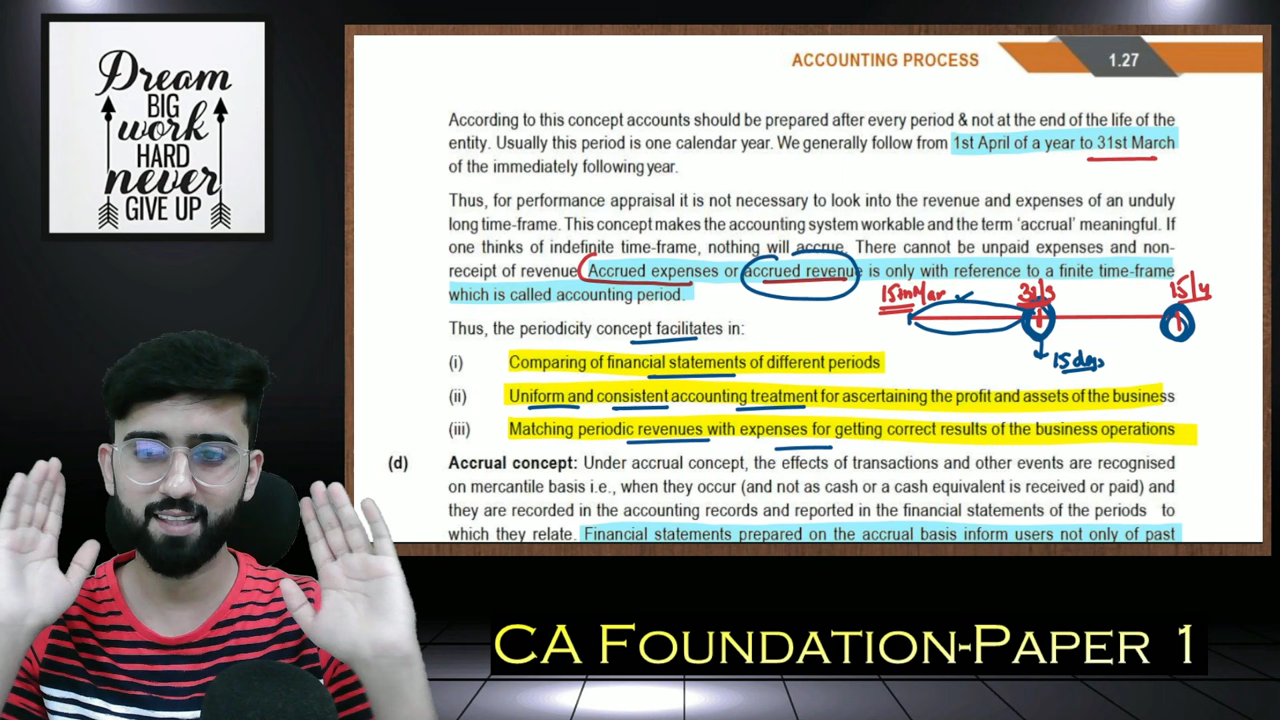 Dream
BIG
work
HARD
never
GIVE UP
ACCOUNTING PROCESS 1.27
According to this concept accounts should be prepared after every period & not at the end of the life of the
entity. Usually this period is one calendar year. We generally follow from 1st April of a year to 31st March
of the immediately following year.
Thus, for performance appraisal it is not necessary to look into the revenue and expenses of an unduly
long time-frame. This concept makes the accounting system workable and the term ‘accrual’ meaningful. If
one thinks of indefinite time-frame, nothing will accrue. There cannot be unpaid expenses and non-
receipt of revenue. Accrued expenses or accrued revenue is only with reference to a finite time-frame
which is called accounting period.
15 Mar 31/3 15/4
15 days
Thus, the periodicity concept facilitates in:
(i) Comparing of financial statements of different periods
(ii) Uniform and consistent accounting treatment for ascertaining the profit and assets of the business
(iii) Matching periodic revenues with expenses for getting correct results of the business operations
(d) Accrual concept: Under accrual concept, the effects of transactions and other events are recognised
on mercantile basis i.e., when they occur (and not as cash or a cash equivalent is received or paid) and
they are recorded in the accounting records and reported in the financial statements of the periods to
which they relate. Financial statements prepared on the accrual basis inform users not only of past
CA FOUNDATION-PAPER 1